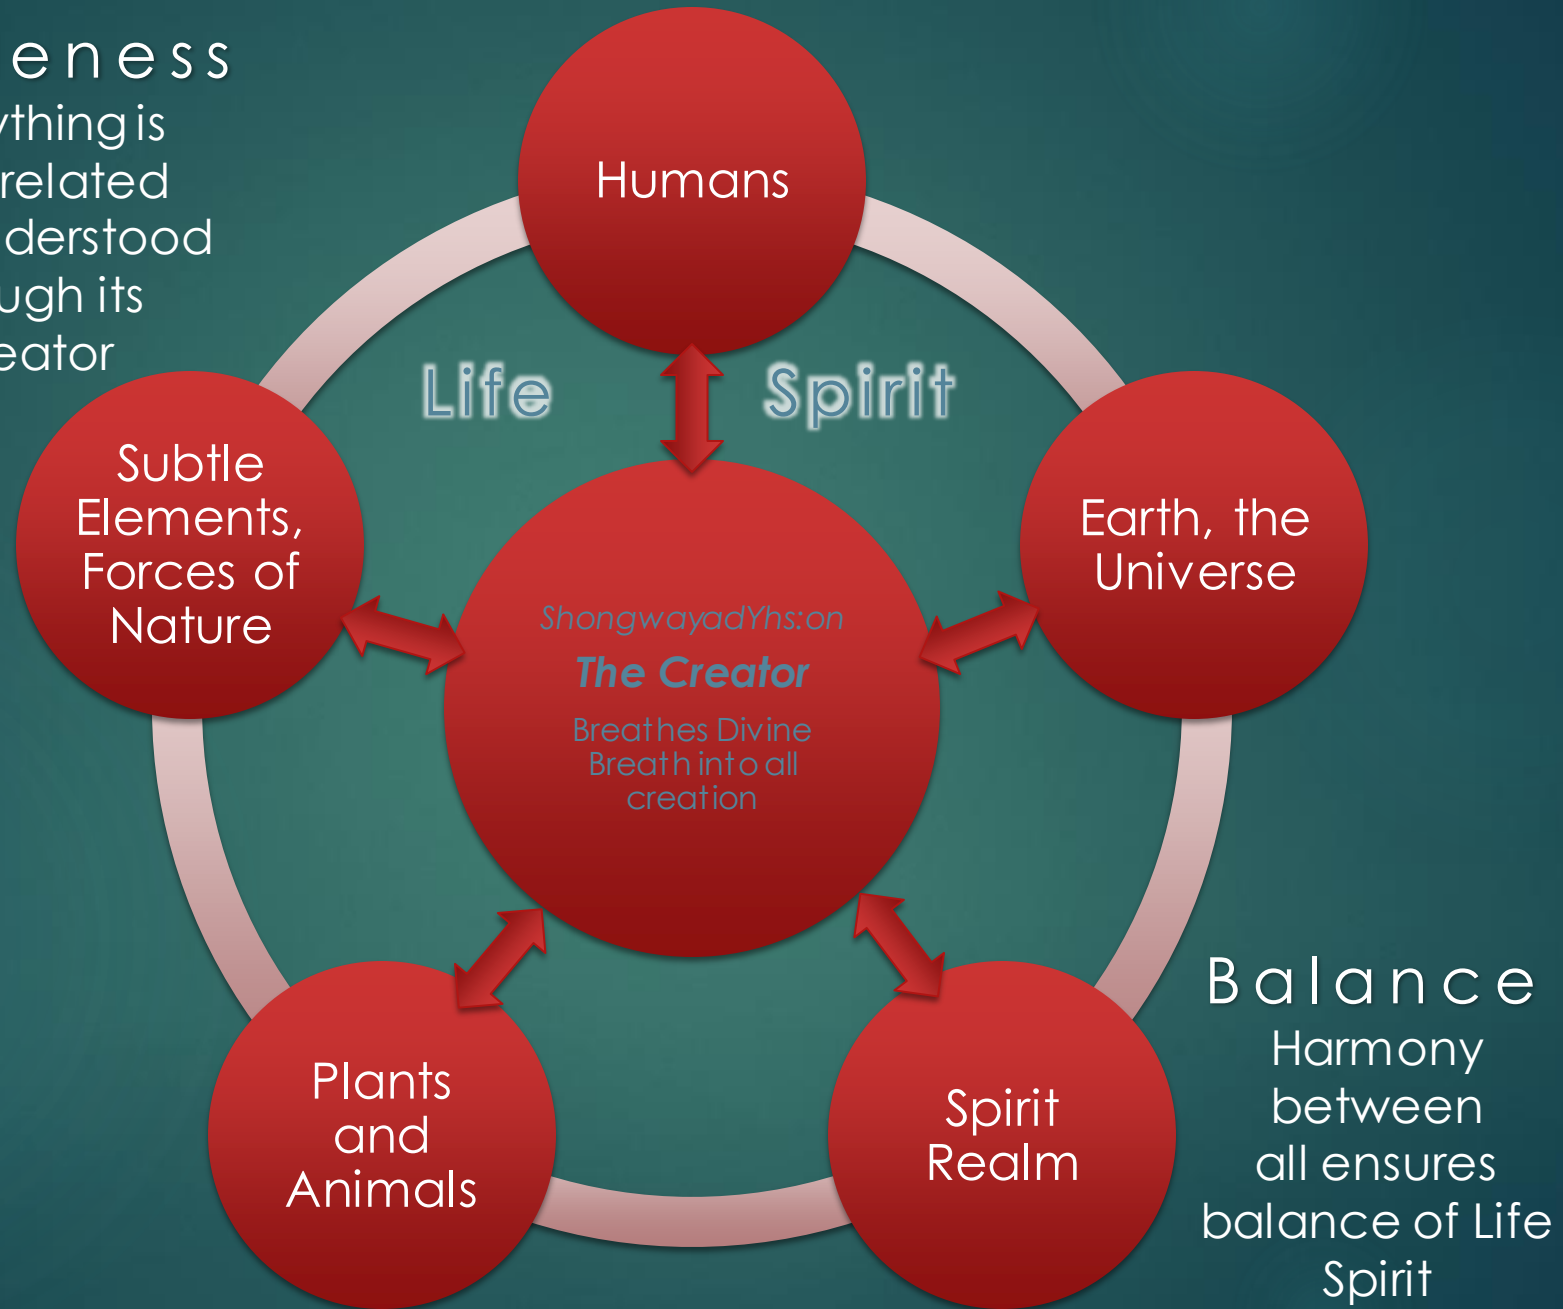 eness
ything is
related
derstood
ugh its
eator
Humans
Life Spirit
Subtle
Elements,
Forces of
Nature
Earth, the
Universe
ShongwayadYhs:on
The Creator
Breathes Divine
Breath into all
creation
Plants
and
Animals
Spirit
Realm
Balance
Harmony
between
all ensures
balance of Life
Spirit